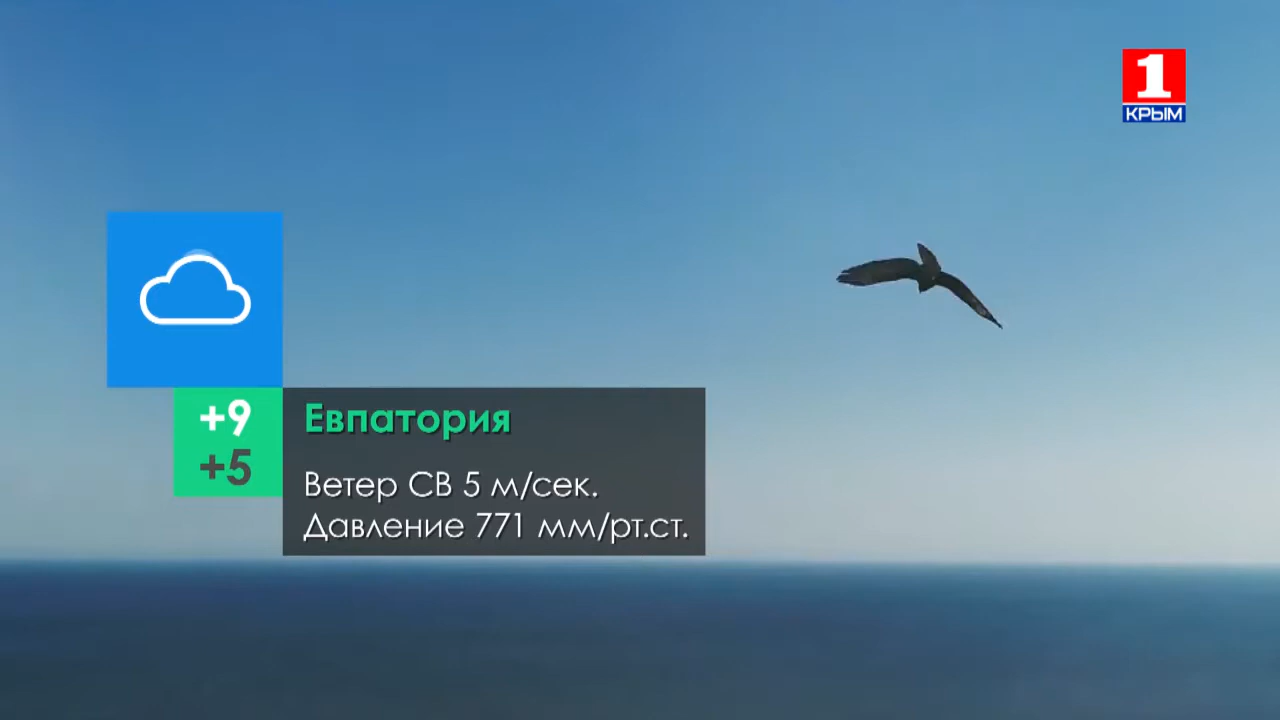 1
КРЫМ
+9
+5
Евпатория
Ветер СВ 5 м/сек.
Давление 771 мм/рт.ст.